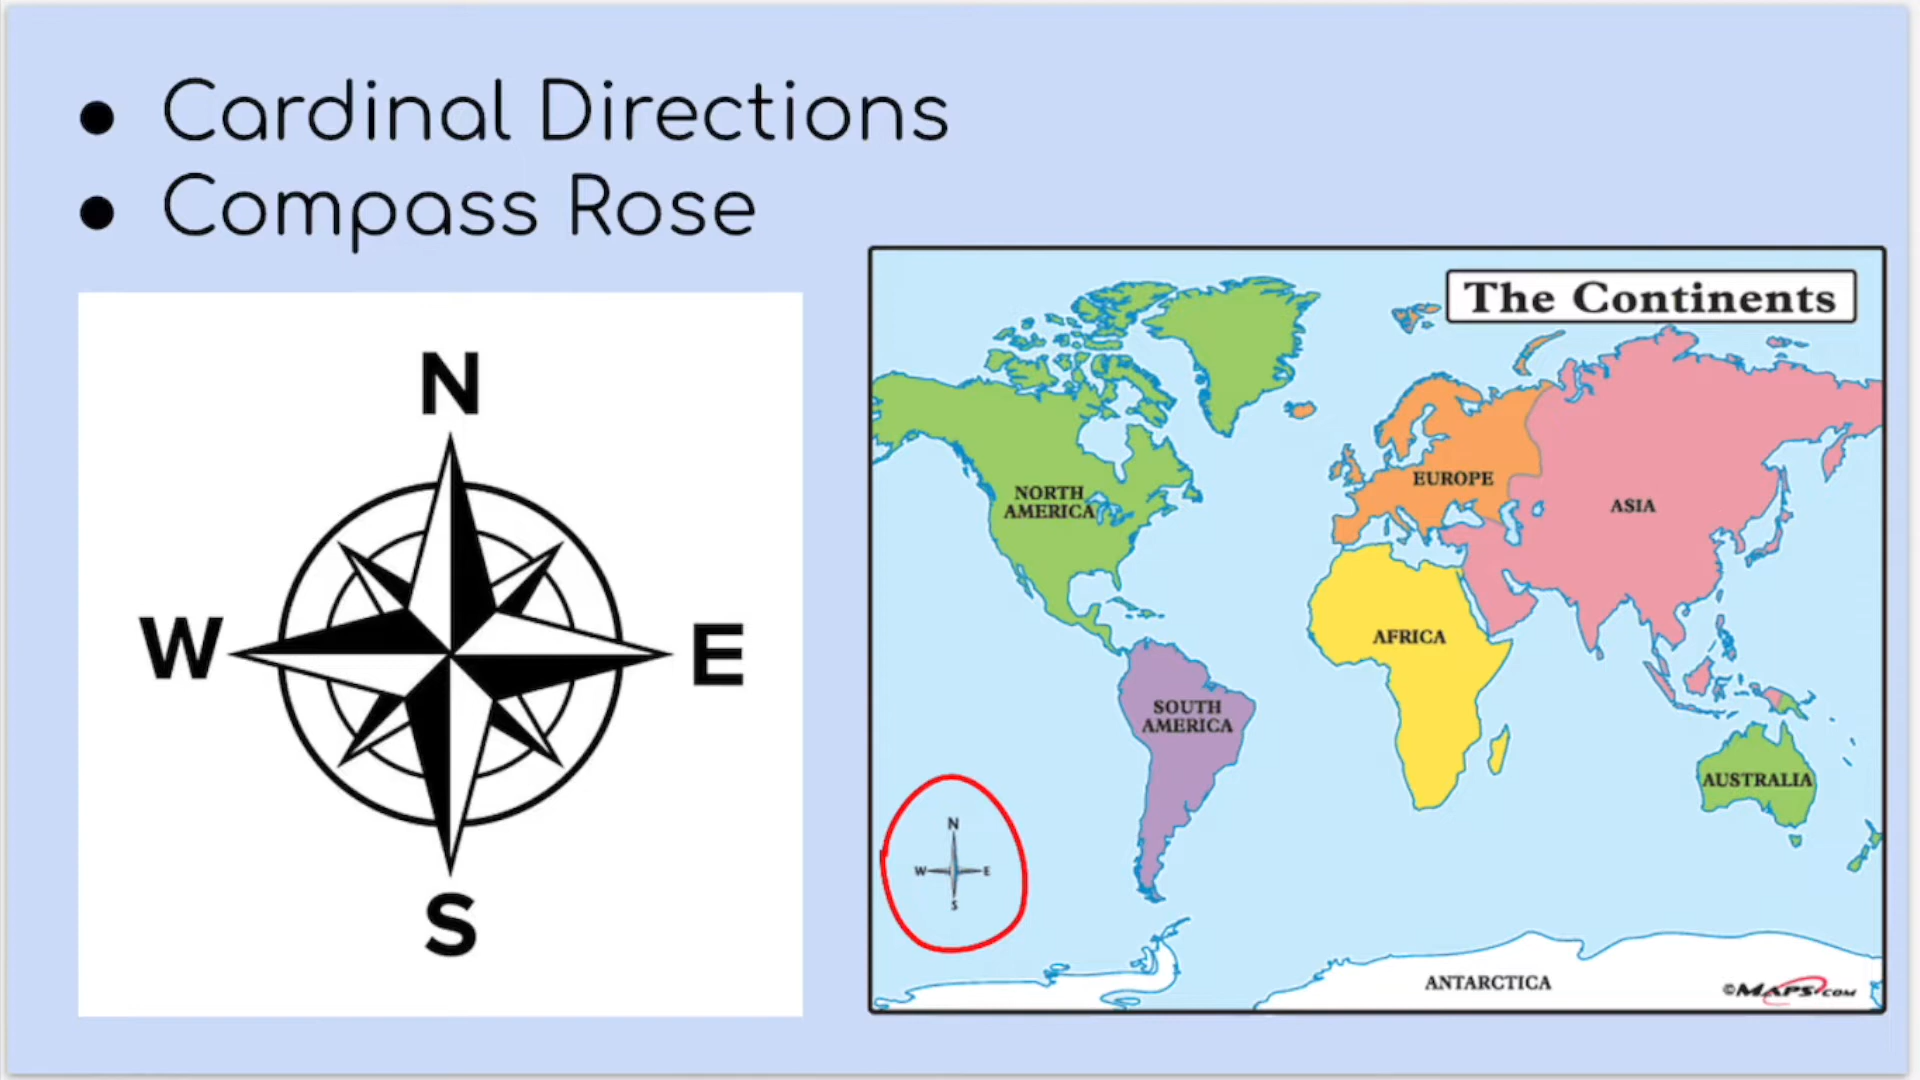 ● Cardinal Directions
● Compass Rose
N
W
E
S
The Continents
NORTH
AMERICA
EUROPE
ASIA
AFRICA
SOUTH
AMERICA
AUSTRALIA
N
W E
S
ANTARCTICA
©MAPS.COM